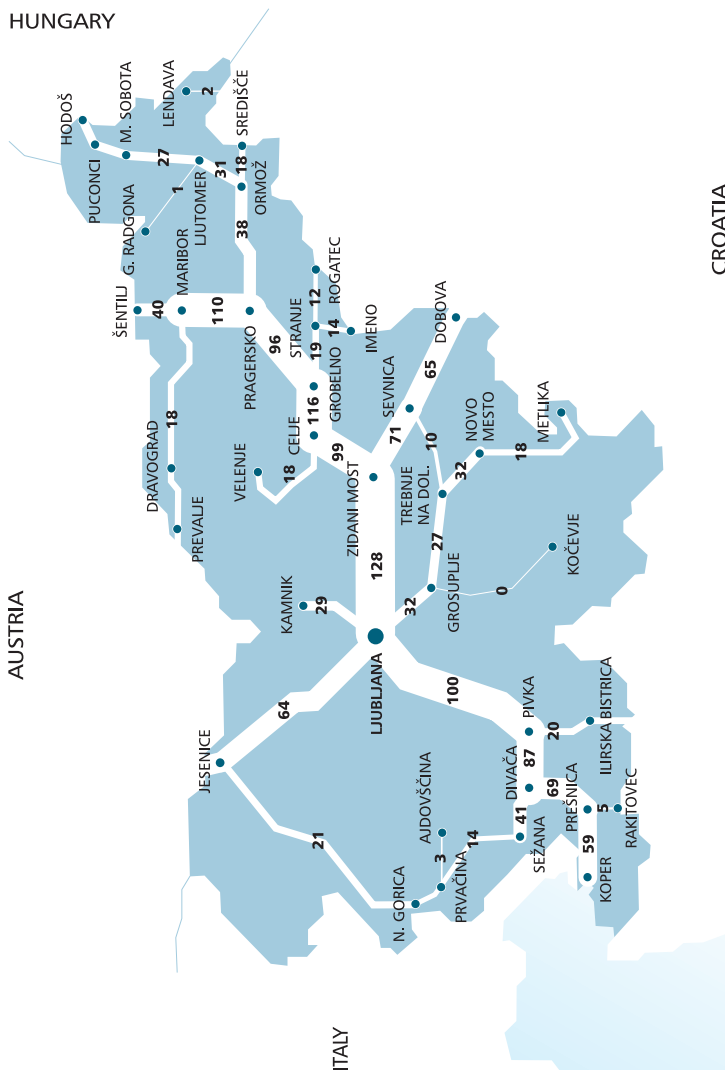 HUNGARY
AUSTRIA
ITALY
CROATIA
HODOŠ
PUCONCI
M. SOBOTA
LENDAVA
2
27
SREDIŠČE
18
31
LJUTOMER
ORMOŽ
1
G. RADGONA
38
ŠENTILJ
40
MARIBOR
110
PRAGERSKO
96
18
DRAVOGRAD
PREVALJE
VELENJE
18
CELJE
116
GROBELNO
19
STRANJE
12
ROGATEC
14
IMENO
99
ZIDANI MOST
71
SEVNICA
65
DOBOVA
10
TREBNJE
NA DOL.
32
NOVO
MESTO
18
METLIKA
27
GROSUPLJE
0
KOČEVJE
32
128
KAMNIK
29
LJUBLJANA
64
JESENICE
21
N. GORICA
AJDOVŠČINA
3
PRVAČINA
14
SEŽANA
41
DIVAČA
87
PIVKA
100
20
ILIRSKA BISTRICA
69
PREŠNICA
5
RAKITOVEC
59
KOPER